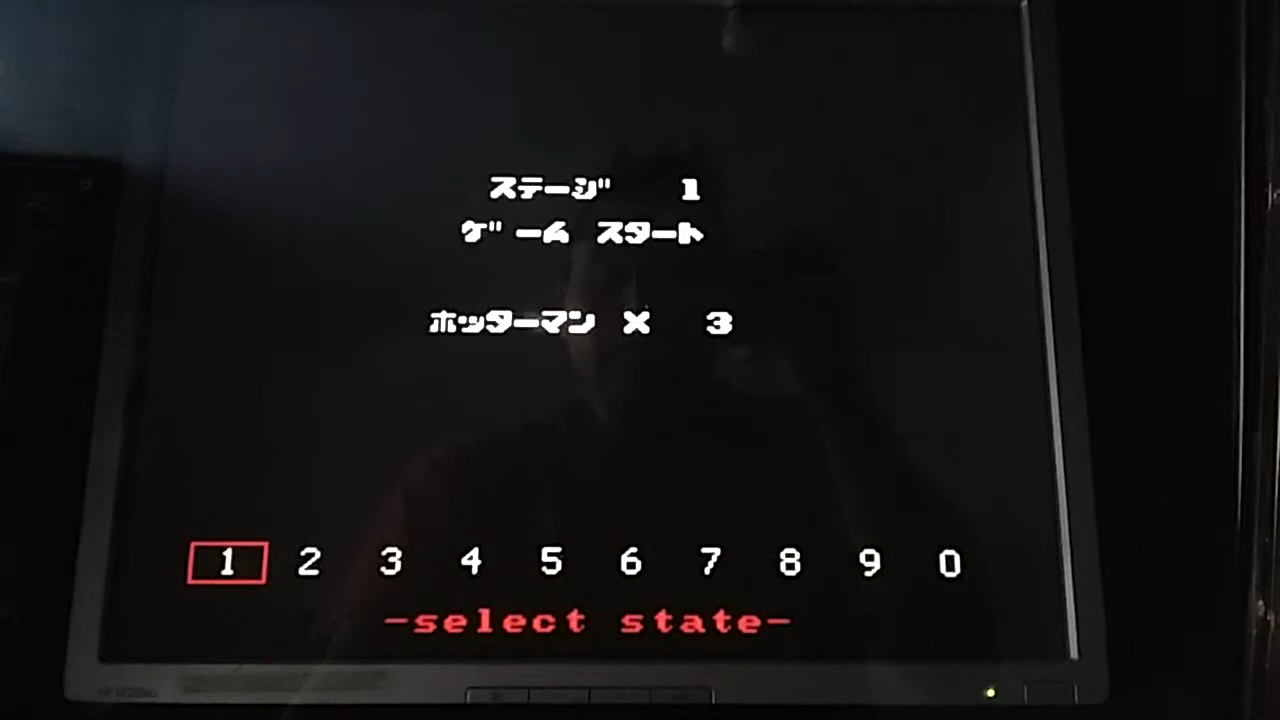 ステージ 1
ゲーム スタート
ホッターマン × 3
1 2 3 4 5 6 7 8 9 0
-select state-